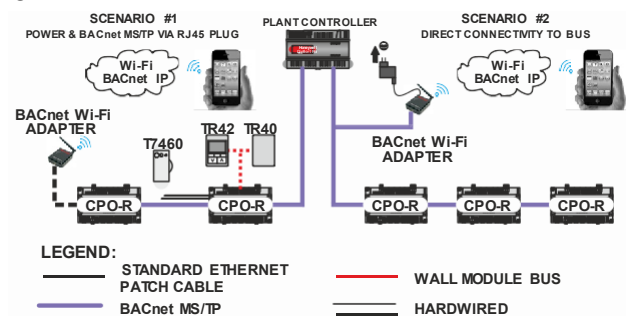 SCENARIO #1
POWER & BACnet MS/TP VIA RJ45 PLUG
PLANT CONTROLLER
SCENARIO #2
DIRECT CONNECTIVITY TO BUS
Wi-Fi
BACnet IP
Wi-Fi
BACnet IP
BACnet Wi-Fi
ADAPTER
T7460
TR42
TR40
BACnet Wi-Fi
ADAPTER
CPO-R
CPO-R
CPO-R
CPO-R
CPO-R
LEGEND:
STANDARD ETHERNET
PATCH CABLE
WALL MODULE BUS
BACnet MS/TP
HARDWIRED